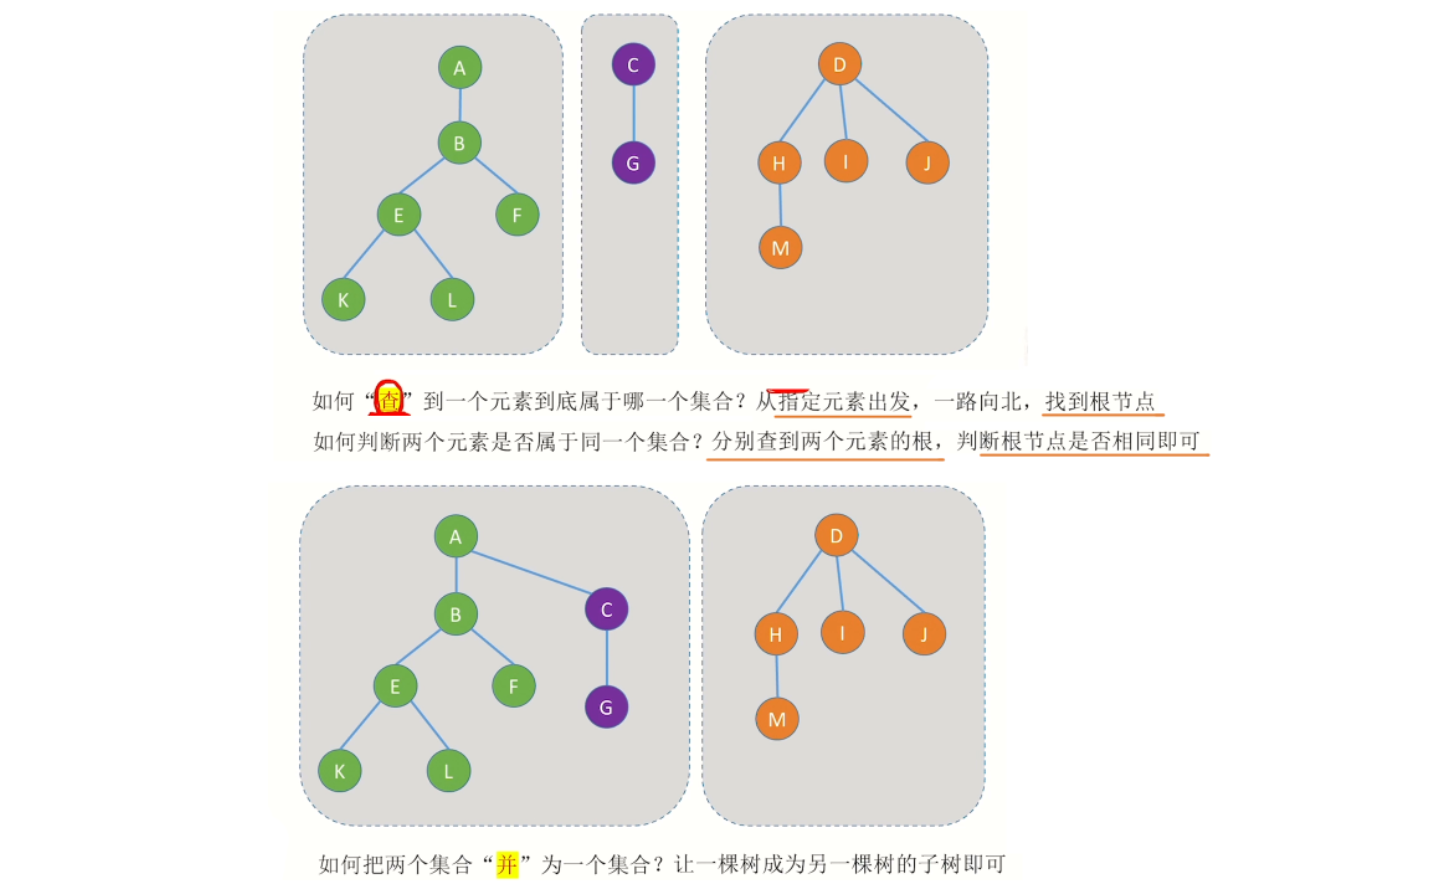 A C D
B G H I J
E F M
K L
如何“查”到一个元素到底属于哪一个集合？从指定元素出发，一路向北，找到根节点
如何判断两个元素是否属于同一个集合？分别查到两个元素的根，判断根节点是否相同即可
A D
B C H I J
E F G M
K L
如何把两个集合“并”为一个集合？让一棵树成为另一棵树的子树即可